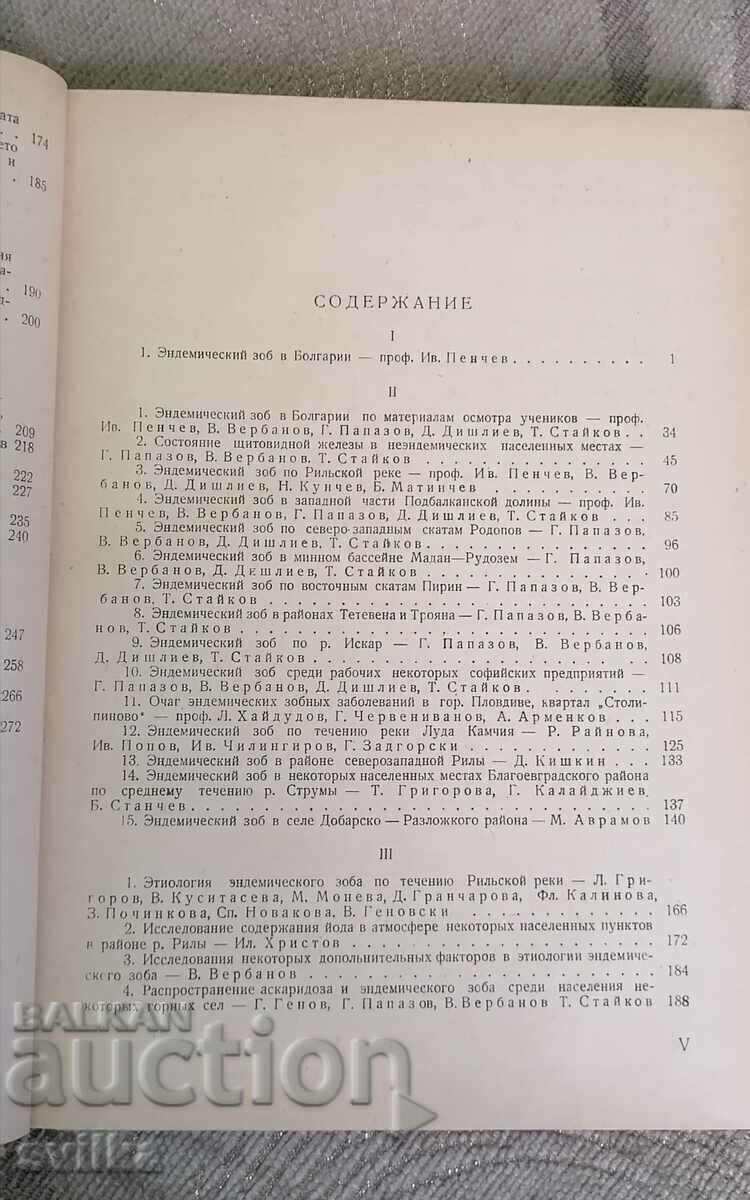 ата
174
ето
и
185
ия
а-
190
200
209
в 218
222
227
235
240
247
258
266
272
СОДЕРЖАНИЕ
I
1. Эндемический зоб в Болгарии — проф. Ив. Пенчев . . . . . . . . . . 1
II
1. Эндемический зоб в Болгарии по материалам осмотра учеников — проф.
Ив. Пенчев, В. Вербанов, Г. Папазов, Д. Дишлиев, Т. Стайков . . 34
2. Состояние щитовидной железы в неэндемических населенных местах —
Г. Папазов, В. Вербанов. Т. Стайков . . . . . . . . . . . . . . . 45
3. Эндемический зоб по Рильской реке — проф. Ив. Пенчев, В. Вер-
банов, Д. Дишлиев, Н. Кунчев, Б. Матинчев . . . . . . . . . . 70
4. Эндемический зоб в западной части Подбалканской долины — проф. Ив.
Пенчев, В. Вербанов, Г. Папазов, Д. Дишлиев, Т. Стайков . . . 85
5. Эндемический зоб по северо-западным скатам Родопов — Г. Папазов,
В. Вербанов, Д. Дишлиев, Т. Стайков . . . . . . . . . . . . . . . 96
6. Эндемический зоб в минном бассейне Мадан—Рудозем — Г. Папазов,
В. Вербанов, Д. Дишлиев, Т. Стайков . . . . . . . . . . . . . . . 100
7. Эндемический зоб по восточным скатам Пирин — Г. Папазов, В. Вер-
банов, Т. Стайков . . . . . . . . . . . . . . . . . . . . . . . . . 103
8. Эндемический зоб в районах Тетевена и Трояна — Г. Папазов, В. Верба-
нов, Т. Стайков . . . . . . . . . . . . . . . . . . . . . . . . . . 106
9. Эндемический зоб по р. Искар — Г. Папазов, В. Вербанов,
Д. Дишлиев, Т. Стайков . . . . . . . . . . . . . . . . . . . . . . 108
10. Эндемический зоб среди рабочих некоторых софийских предприятий —
Г. Папазов, В. Вербанов, Д. Дишлиев, Т. Стайков . . . . . . . . 111
11. Очаг эндемических зобных заболеваний в гор. Пловдиве, квартал „Столи-
пиново“ — проф. Л. Хайдудов, Г. Червениванов, А. Арменков . . . 115
12. Эндемический зоб по течению реки Луда Камчия — Р. Райнова,
Ив. Попов, Ив. Чилингиров, Г. Задгорски . . . . . . . . . . . . . 125
13. Эндемический зоб в районе северозападной Рилы — Д. Кишкин . . . 133
14. Эндемический зоб в некоторых населенных местах Благоевградского района
по среднему течению р. Струмы — Т. Григорова, Г. Калайджиев,
Б. Станчев . . . . . . . . . . . . . . . . . . . . . . . . . . . . . 137
15. Эндемический зоб в селе Добарско — Разложкого района — М. Аврамов 140
III
1. Этиология эндемического зоба по течению Рильской реки — Л. Гри-
горов, В. Куситасева, М. Монева, Д. Гранчарова, Фл. Калинова,
З. Починкова, Сп. Новакова, В. Геновски . . . . . . . . . . . . . 166
2. Исследование содержания йода в атмосфере некоторых населенных пунктов
в районе р. Рилы — Ил. Христов . . . . . . . . . . . . . . . . . . 172
3. Изследования некоторых допольнительных факторов в этиологии эндемиче-
ского зоба — В. Вербанов . . . . . . . . . . . . . . . . . . . . . 184
4. Распространение аскаридоза и эндемического зоба среди населения не-
которых горных сел — Г. Генов, Г. Папазов, В. Вербанов Т. Стайков 188
V
BALKAN
auction